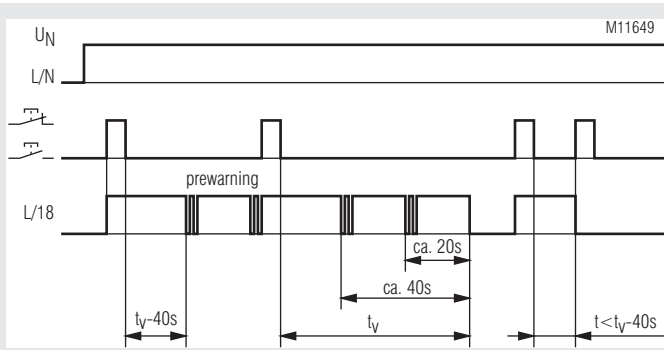 M11649
U_N
L/N
prewarning
L/18
ca. 20s
ca. 40s
t_V-40s
t_V
t<t_V-40s